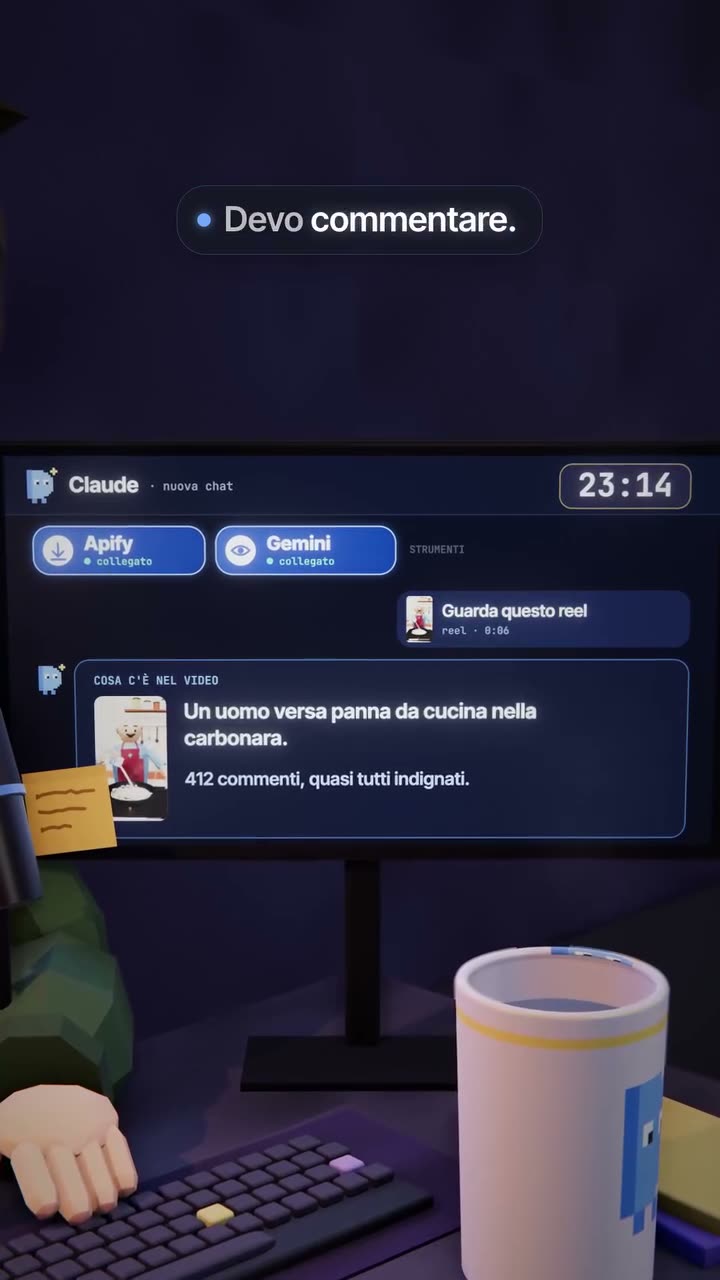 Devo commentare.
Claude · nuova chat
23:14
Apify
collegato
Gemini
collegato
STRUMENTI
Guarda questo reel
reel · 0:06
COSA C'È NEL VIDEO
Un uomo versa panna da cucina nella
carbonara.
412 commenti, quasi tutti indignati.